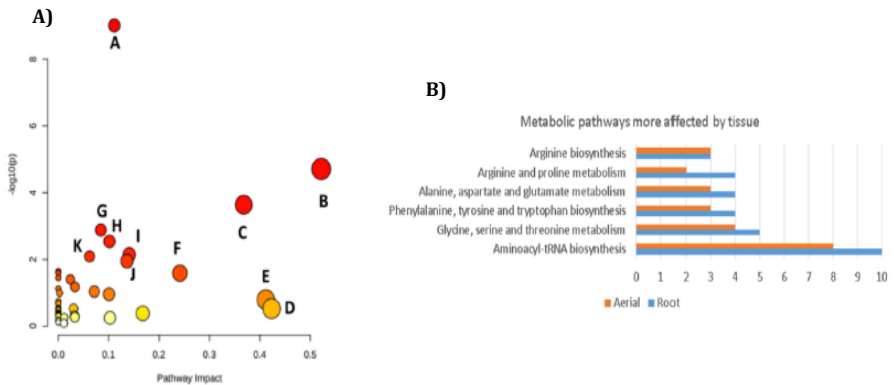 A)
A
8
6
4
2
0
-log10(p)
B
C
G
H
I
K
F
J
E
D
0.0 0.1 0.2 0.3 0.4 0.5
Pathway Impact
B)
Metabolic pathways more affected by tissue
Arginine biosynthesis
Arginine and proline metabolism
Alanine, aspartate and glutamate metabolism
Phenylalanine, tyrosine and tryptophan biosynthesis
Glycine, serine and threonine metabolism
Aminoacyl-tRNA biosynthesis
0 1 2 3 4 5 6 7 8 9 10
Aerial Root